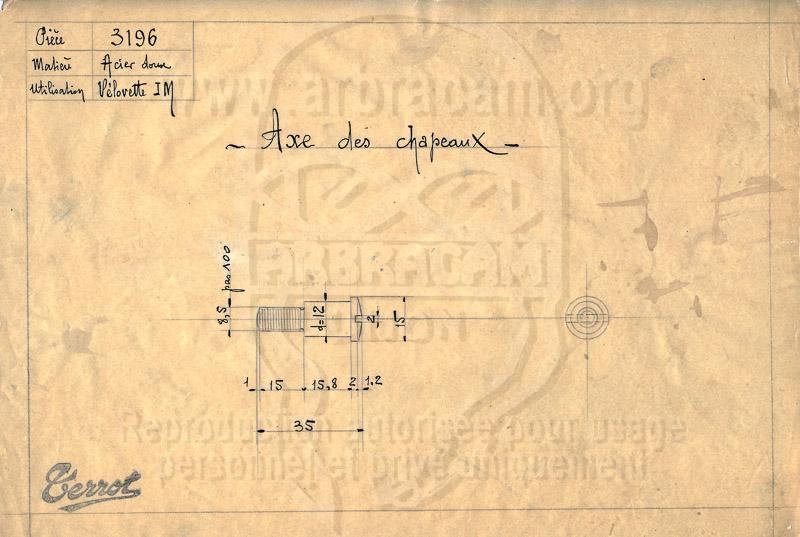 Pièce 3196
Matière Acier doux
Utilisation Vélovette IM
www.arbracam.org
- Axe des chapeaux -
ARBRACAM
DIJON
8,5 pas 100
d=12
2
15
1 15 15,8 2 1.2
35
Reproduction autorisée pour usage
personnel et privé uniquement
Terrot